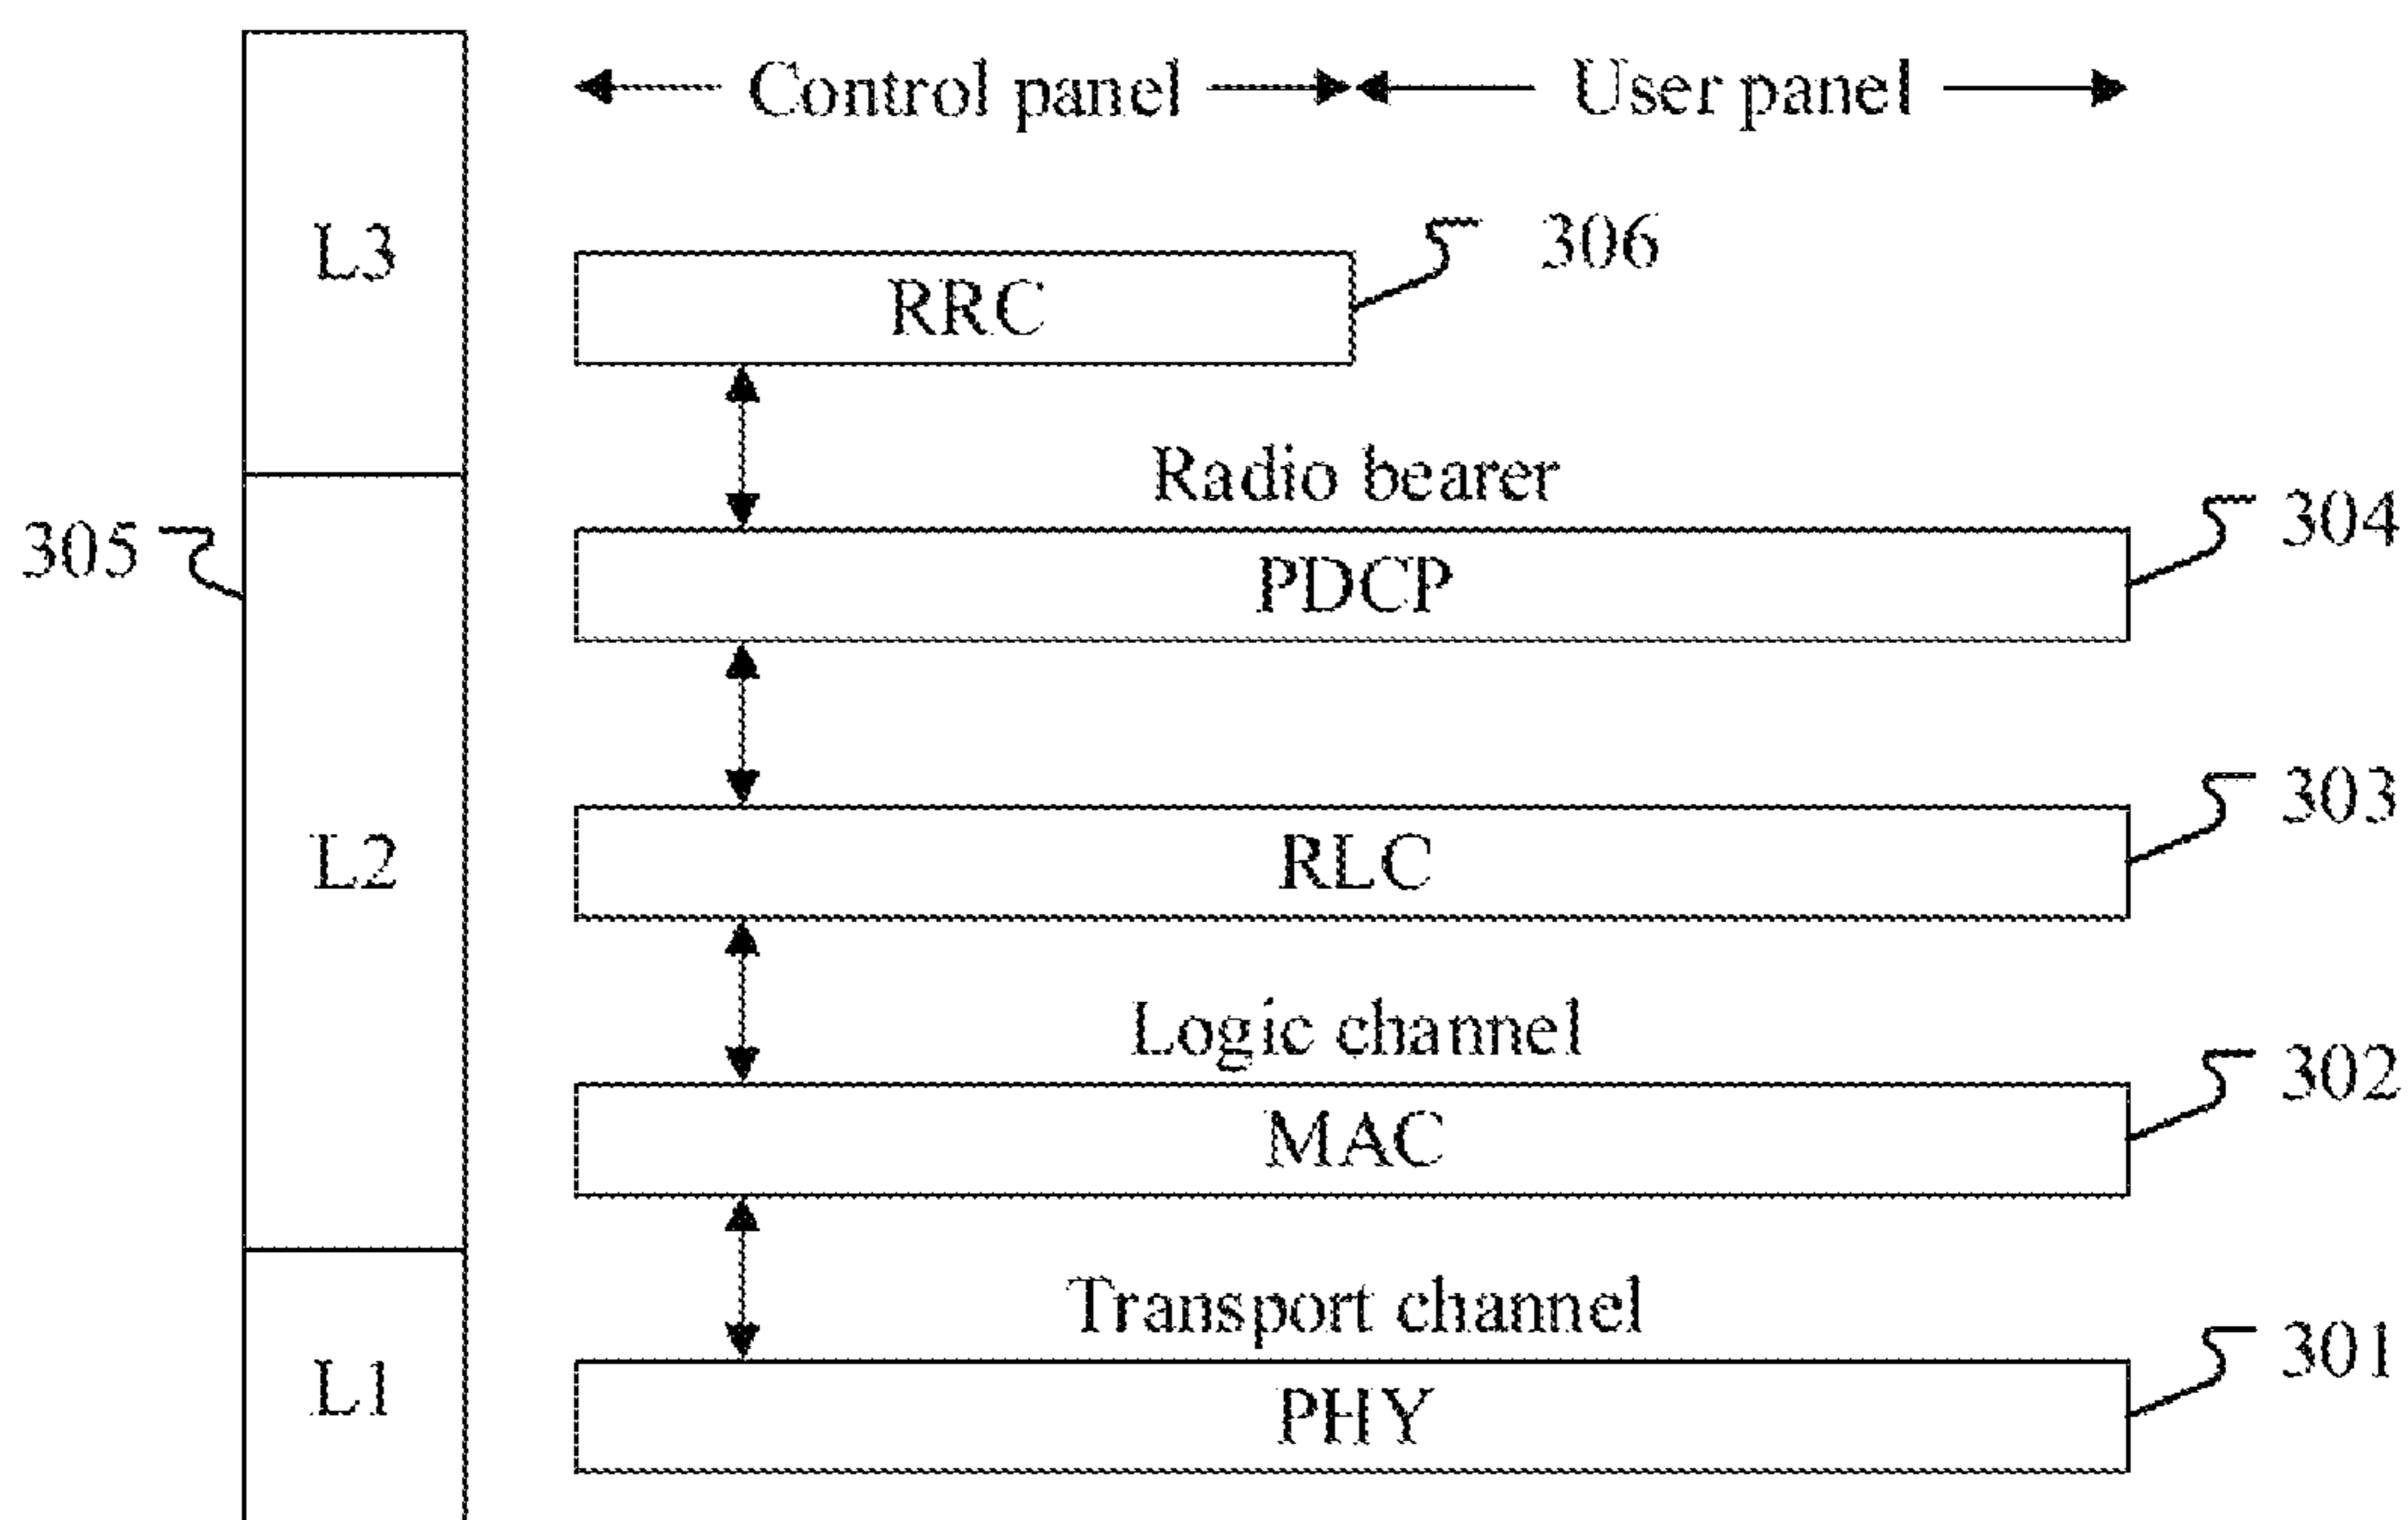 Control panel User panel
L3
306
RRC
Radio bearer
305
304
PDCP
303
L2
RLC
Logic channel
302
MAC
Transport channel
301
L1
PHY